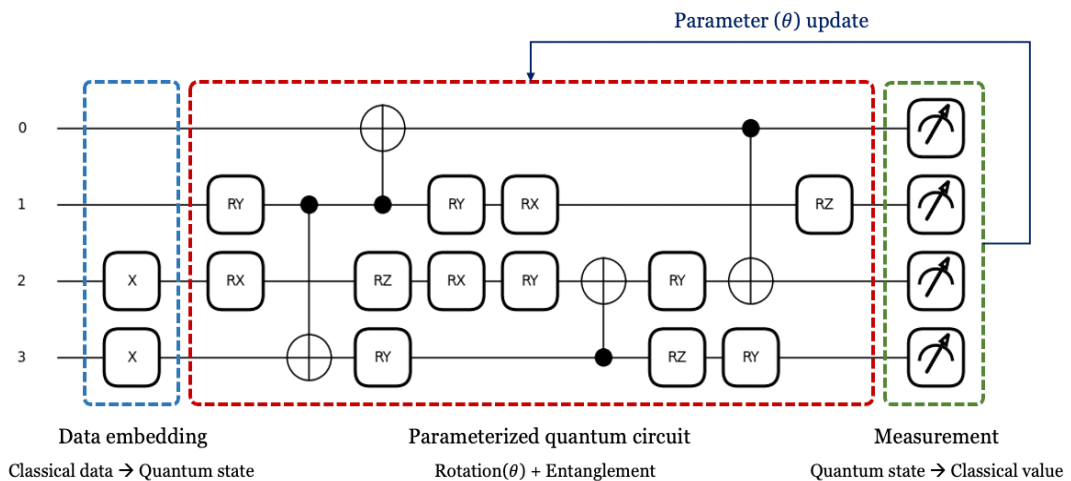 Parameter (θ) update
0
1 RY RY RX RZ
2 X RX RZ RX RY RY
3 X RY RZ RY
Data embedding Parameterized quantum circuit Measurement
Classical data → Quantum state Rotation(θ) + Entanglement Quantum state → Classical value